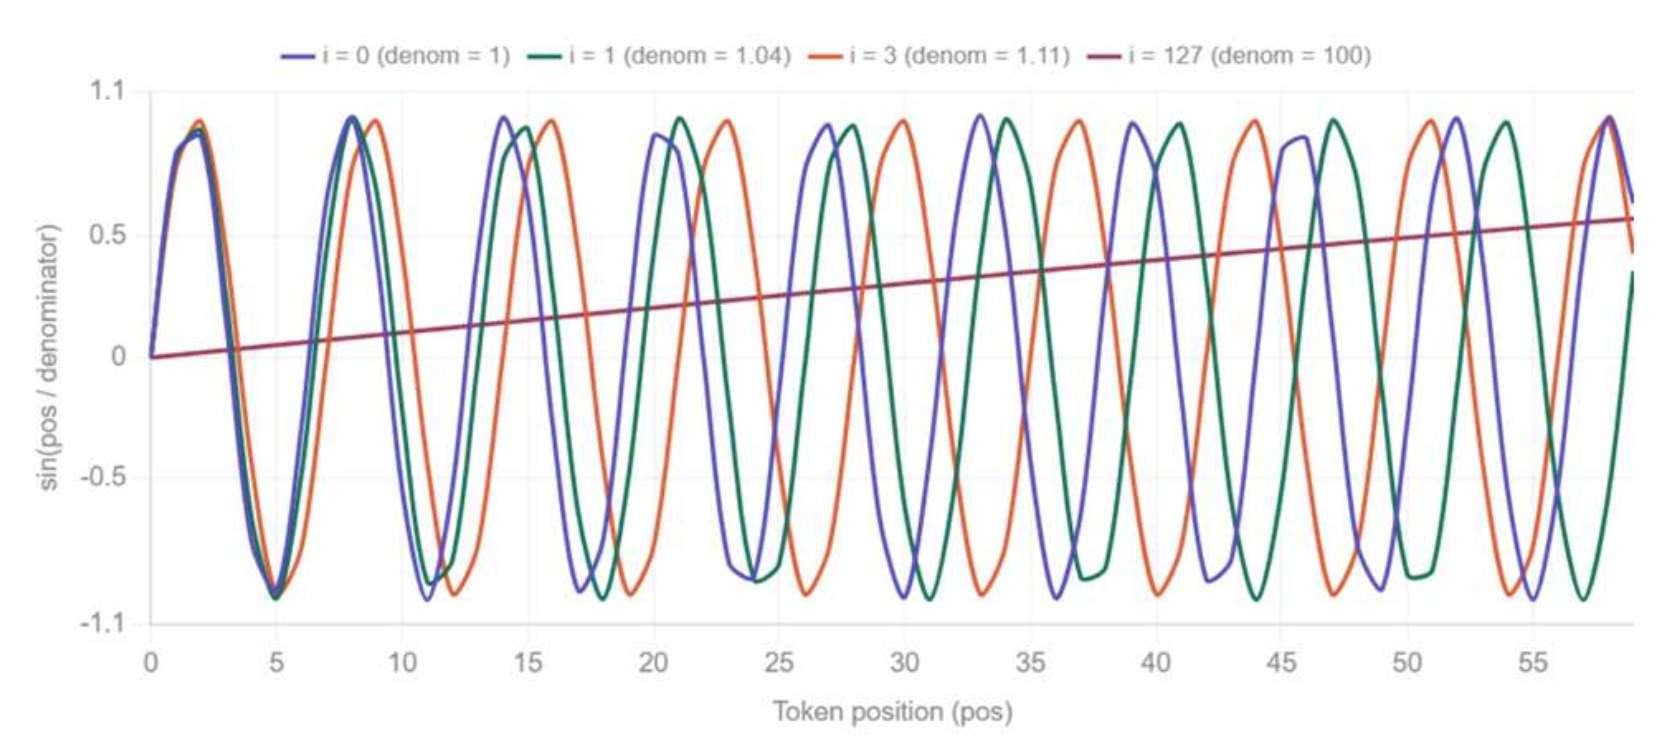 i = 0 (denom = 1) i = 1 (denom = 1.04) i = 3 (denom = 1.11) i = 127 (denom = 100)
sin(pos / denominator)
1.1
0.5
0
-0.5
-1.1
0 5 10 15 20 25 30 35 40 45 50 55
Token position (pos)